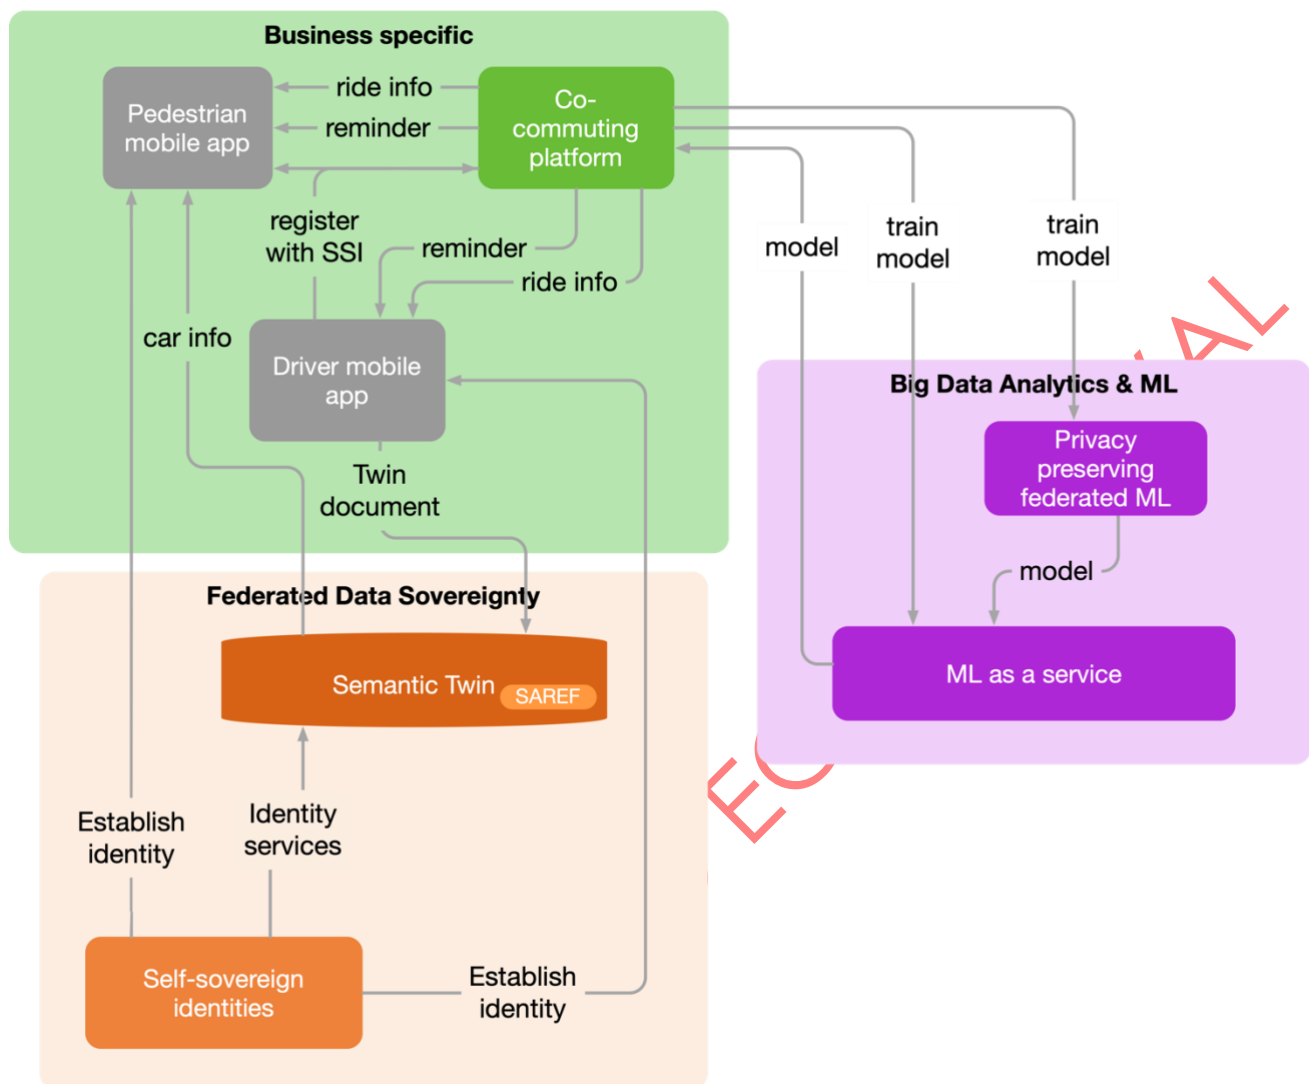 Business specific
Pedestrian
mobile app
ride info
reminder
Co-
commuting
platform
register
with SSI
reminder
ride info
car info
Driver mobile
app
Twin
document
model
train
model
train
model
Big Data Analytics & ML
Privacy
preserving
federated ML
model
ML as a service
Federated Data Sovereignty
Semantic Twin
SAREF
Establish
identity
Identity
services
Self-sovereign
identities
Establish
identity